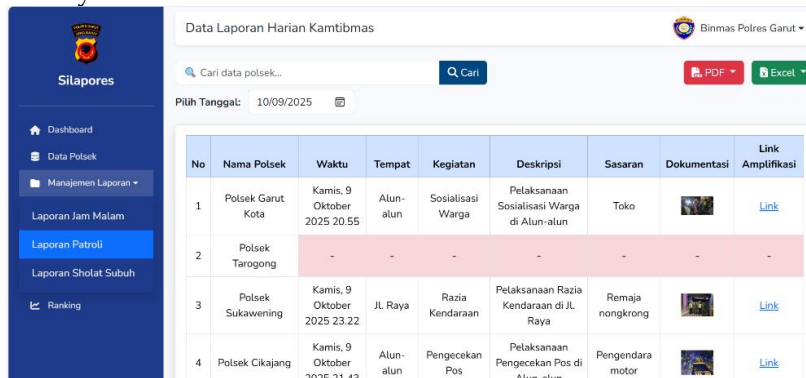 Data Laporan Harian Kamtibmas
Binmas Polres Garut
Silapores
Cari data polsek...
Cari
PDF
Excel
Pilih Tanggal: 10/09/2025
Dashboard
Data Polsek
Manajemen Laporan
Laporan Jam Malam
Laporan Patroli
Laporan Sholat Subuh
Ranking
No Nama Polsek Waktu Tempat Kegiatan Deskripsi Sasaran Dokumentasi Link Amplifikasi
1 Polsek Garut Kota Kamis, 9 Oktober 2025 20.55 Alun-alun Sosialisasi Warga Pelaksanaan Sosialisasi Warga di Alun-alun Toko Link
2 Polsek Tarogong - - - - - - -
3 Polsek Sukawening Kamis, 9 Oktober 2025 23.22 Jl. Raya Razia Kendaraan Pelaksanaan Razia Kendaraan di Jl. Raya Remaja nongkrong Link
4 Polsek Cikajang Kamis, 9 Oktober 2025 21.43 Alun-alun Pengecekan Pos Pelaksanaan Pengecekan Pos di Alun-alun Pengendara motor Link